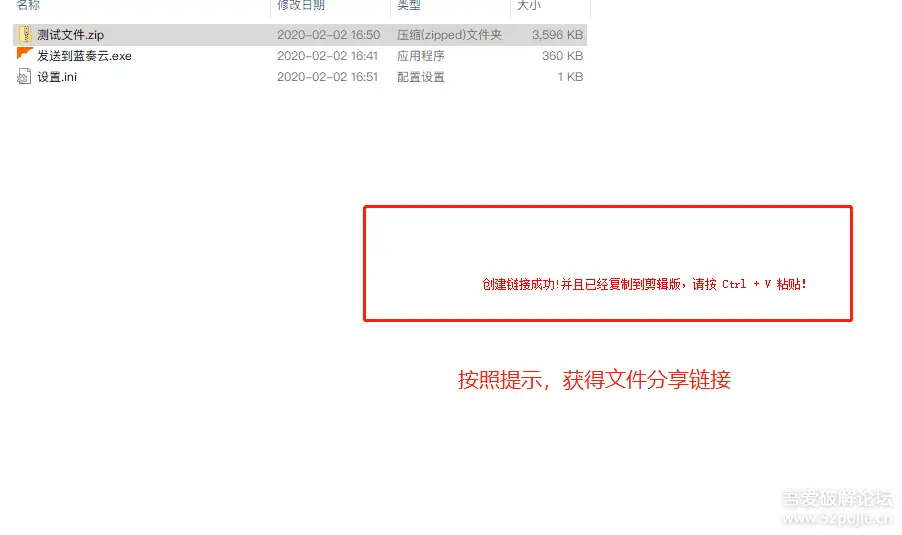 名称 修改日期 类型 大小
测试文件.zip 2020-02-02 16:50 压缩(zipped)文件夹 3,596 KB
发送到蓝奏云.exe 2020-02-02 16:41 应用程序 360 KB
设置.ini 2020-02-02 16:51 配置设置 1 KB
创建链接成功!并且已经复制到剪辑版，请按 Ctrl + V 粘贴!
按照提示，获得文件分享链接
吾爱破解论坛
www.52pojie.cn